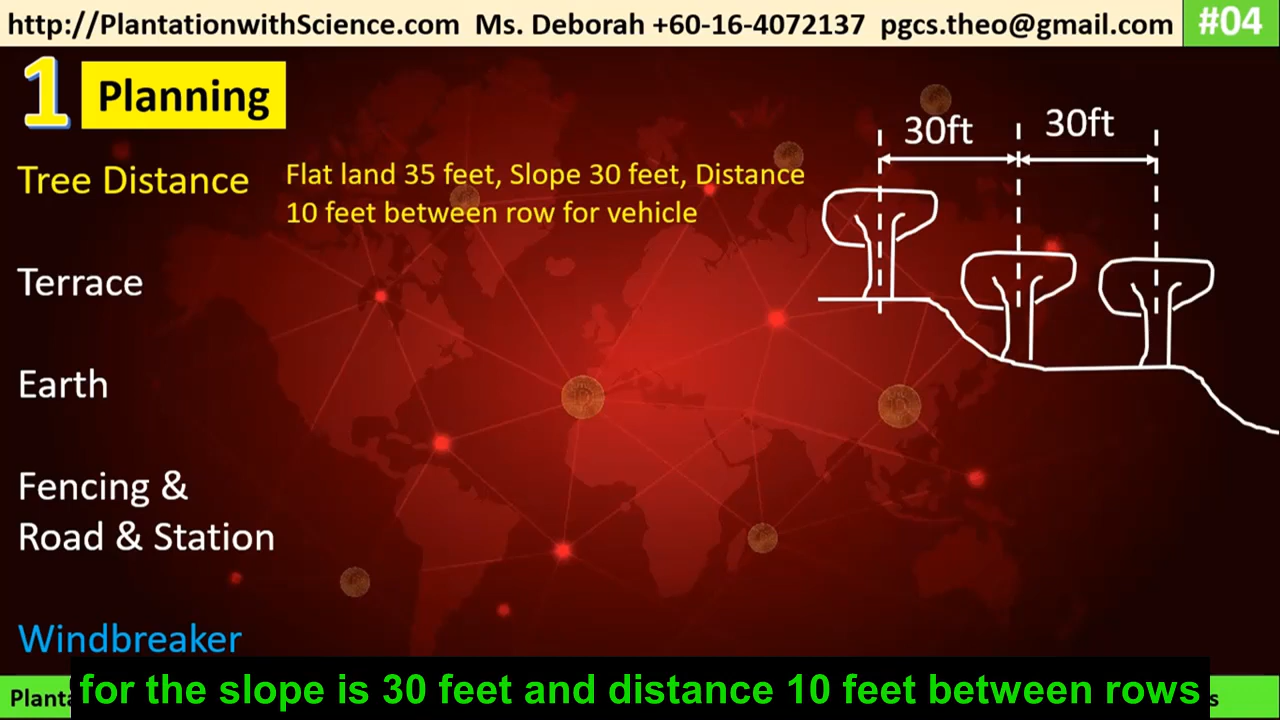 http://PlantationwithScience.com Ms. Deborah +60-16-4072137 pgcs.theo@gmail.com #04
1 Planning
30ft 30ft
Tree Distance
Flat land 35 feet, Slope 30 feet, Distance
10 feet between row for vehicle
Terrace
Earth
Fencing &
Road & Station
Windbreaker
for the slope is 30 feet and distance 10 feet between rows